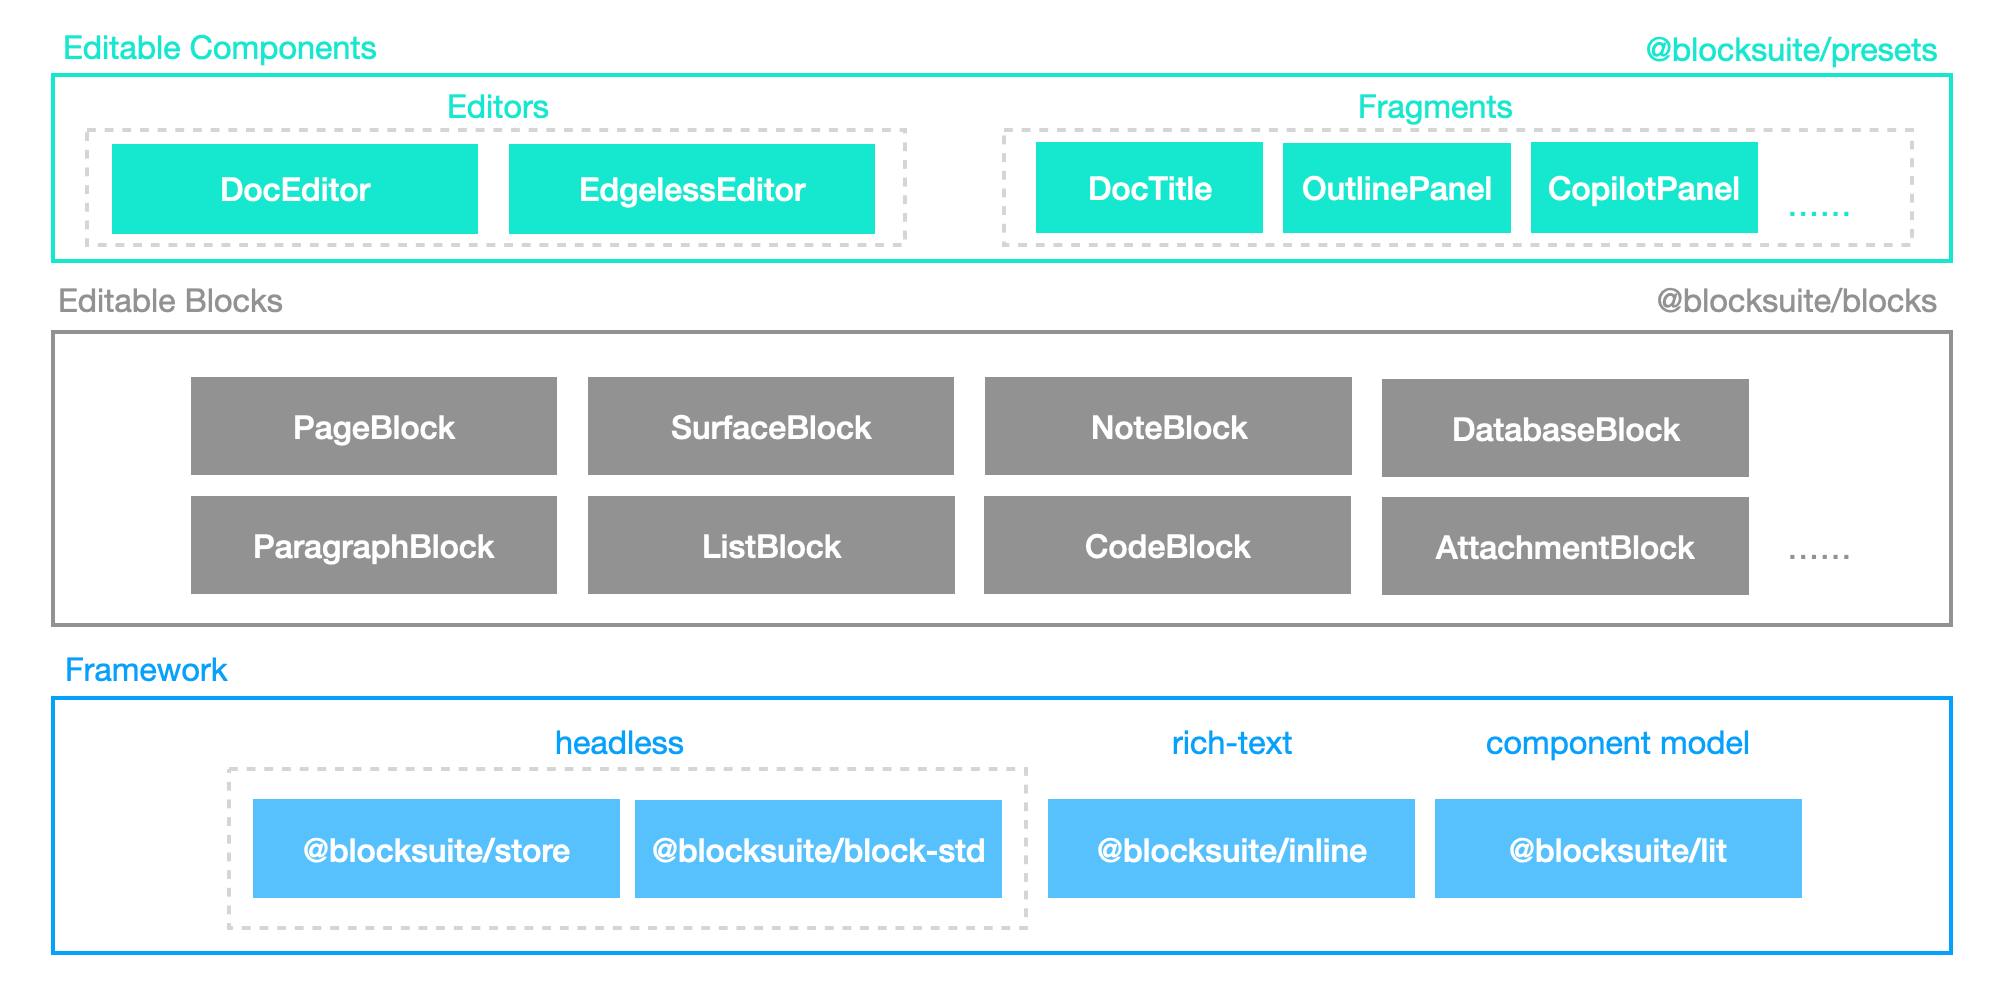 Editable Components
@blocksuite/presets
Editors
Fragments
DocEditor
EdgelessEditor
DocTitle
OutlinePanel
CopilotPanel
......
Editable Blocks
@blocksuite/blocks
PageBlock
SurfaceBlock
NoteBlock
DatabaseBlock
ParagraphBlock
ListBlock
CodeBlock
AttachmentBlock
......
Framework
headless
rich-text
component model
@blocksuite/store
@blocksuite/block-std
@blocksuite/inline
@blocksuite/lit